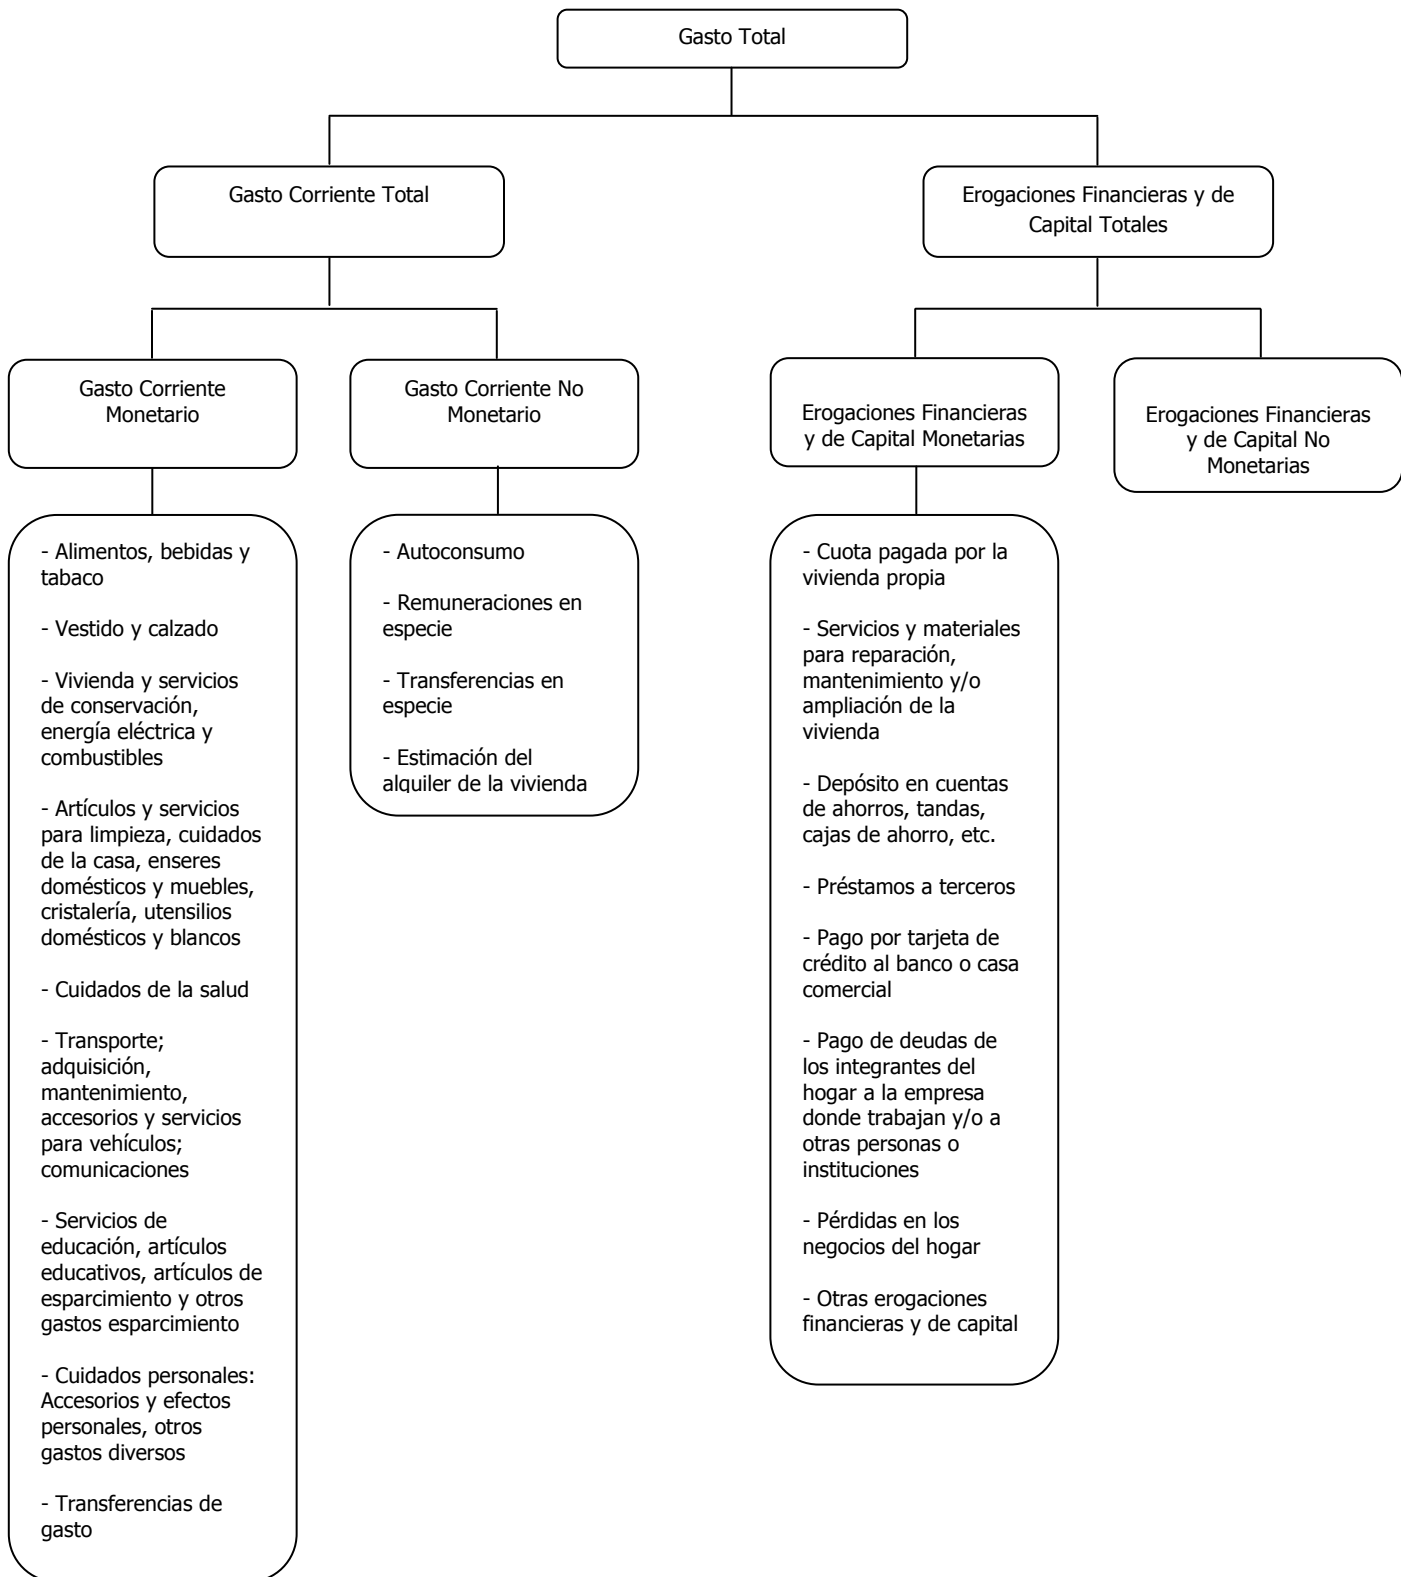 Gasto Total
Gasto Corriente Total
Erogaciones Financieras y de
Capital Totales
Gasto Corriente
Monetario
Gasto Corriente No
Monetario
Erogaciones Financieras
y de Capital Monetarias
Erogaciones Financieras
y de Capital No
Monetarias
- Alimentos, bebidas y
tabaco
- Vestido y calzado
- Vivienda y servicios
de conservación,
energía eléctrica y
combustibles
- Artículos y servicios
para limpieza, cuidados
de la casa, enseres
domésticos y muebles,
cristalería, utensilios
domésticos y blancos
- Cuidados de la salud
- Transporte;
adquisición,
mantenimiento,
accesorios y servicios
para vehículos;
comunicaciones
- Servicios de
educación, artículos
educativos, artículos de
esparcimiento y otros
gastos esparcimiento
- Cuidados personales:
Accesorios y efectos
personales, otros
gastos diversos
- Transferencias de
gasto
- Autoconsumo
- Remuneraciones en
especie
- Transferencias en
especie
- Estimación del
alquiler de la vivienda
- Cuota pagada por la
vivienda propia
- Servicios y materiales
para reparación,
mantenimiento y/o
ampliación de la
vivienda
- Depósito en cuentas
de ahorros, tandas,
cajas de ahorro, etc.
- Préstamos a terceros
- Pago por tarjeta de
crédito al banco o casa
comercial
- Pago de deudas de
los integrantes del
hogar a la empresa
donde trabajan y/o a
otras personas o
instituciones
- Pérdidas en los
negocios del hogar
- Otras erogaciones
financieras y de capital